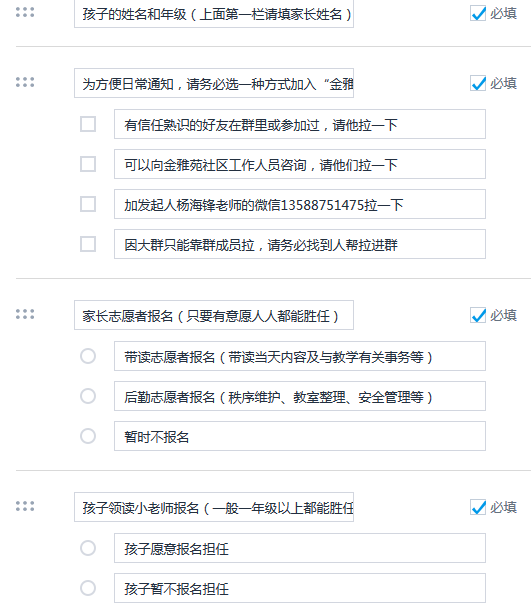 孩子的姓名和年级（上面第一栏请填家长姓名）
必填
为方便日常通知，请务必选一种方式加入“金雅
必填
有信任熟识的好友在群里或参加过，请他拉一下
可以向金雅苑社区工作人员咨询，请他们拉一下
加发起人杨海锋老师的微信13588751475拉一下
因大群只能靠群成员拉，请务必找到人帮拉进群
家长志愿者报名（只要有意愿人人都能胜任）
必填
带读志愿者报名（带读当天内容及与教学有关事务等）
后勤志愿者报名（秩序维护、教室整理、安全管理等）
暂时不报名
孩子领读小老师报名（一般一年级以上都能胜任
必填
孩子愿意报名担任
孩子暂不报名担任